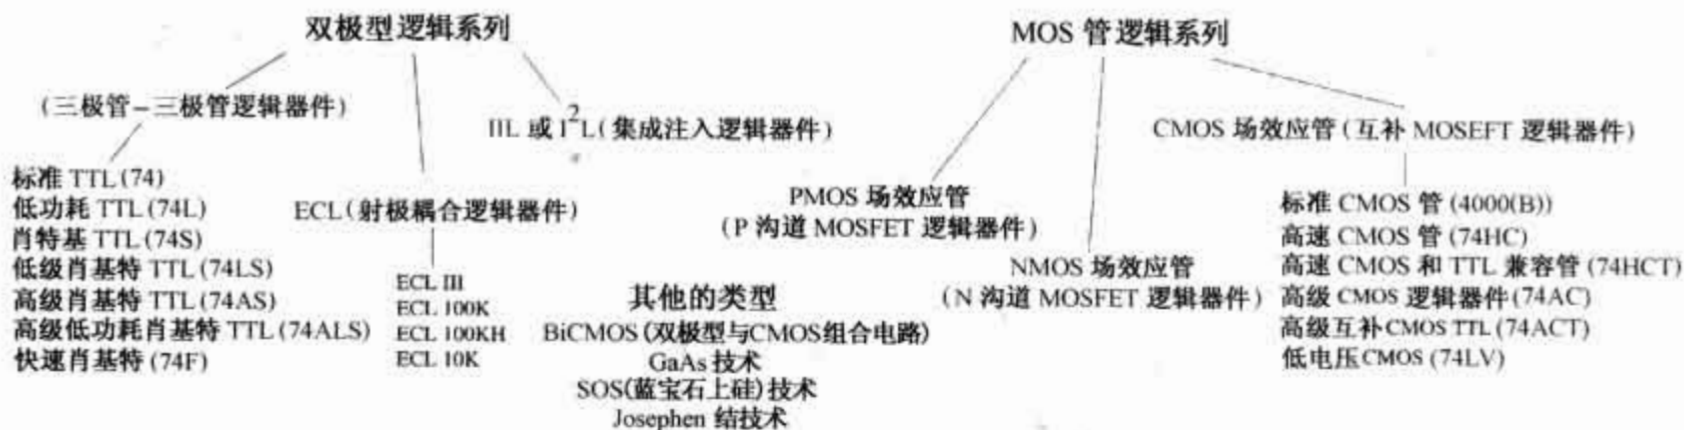 双极型逻辑系列
(三极管-三极管逻辑器件)
标准 TTL(74)
低功耗 TTL(74L)
肖特基 TTL(74S)
低级肖基特 TTL(74LS)
高级肖基特 TTL(74AS)
高级低功耗肖基特 TTL(74ALS)
快速肖基特(74F)
ECL(射极耦合逻辑器件)
ECL III
ECL 100K
ECL 100KH
ECL 10K
IIL 或 I²L(集成注入逻辑器件)
其他的类型
BiCMOS(双极型与CMOS组合电路)
GaAs 技术
SOS(蓝宝石上硅)技术
Josephen 结技术
MOS 管逻辑系列
PMOS 场效应管
(P 沟道 MOSFET 逻辑器件)
NMOS 场效应管
(N 沟道 MOSFET 逻辑器件)
CMOS 场效应管(互补 MOSEFT 逻辑器件)
标准 CMOS 管(4000(B))
高速 CMOS 管(74HC)
高速 CMOS 和 TTL 兼容管(74HCT)
高级 CMOS 逻辑器件(74AC)
高级互补CMOS TTL(74ACT)
低电压CMOS(74LV)